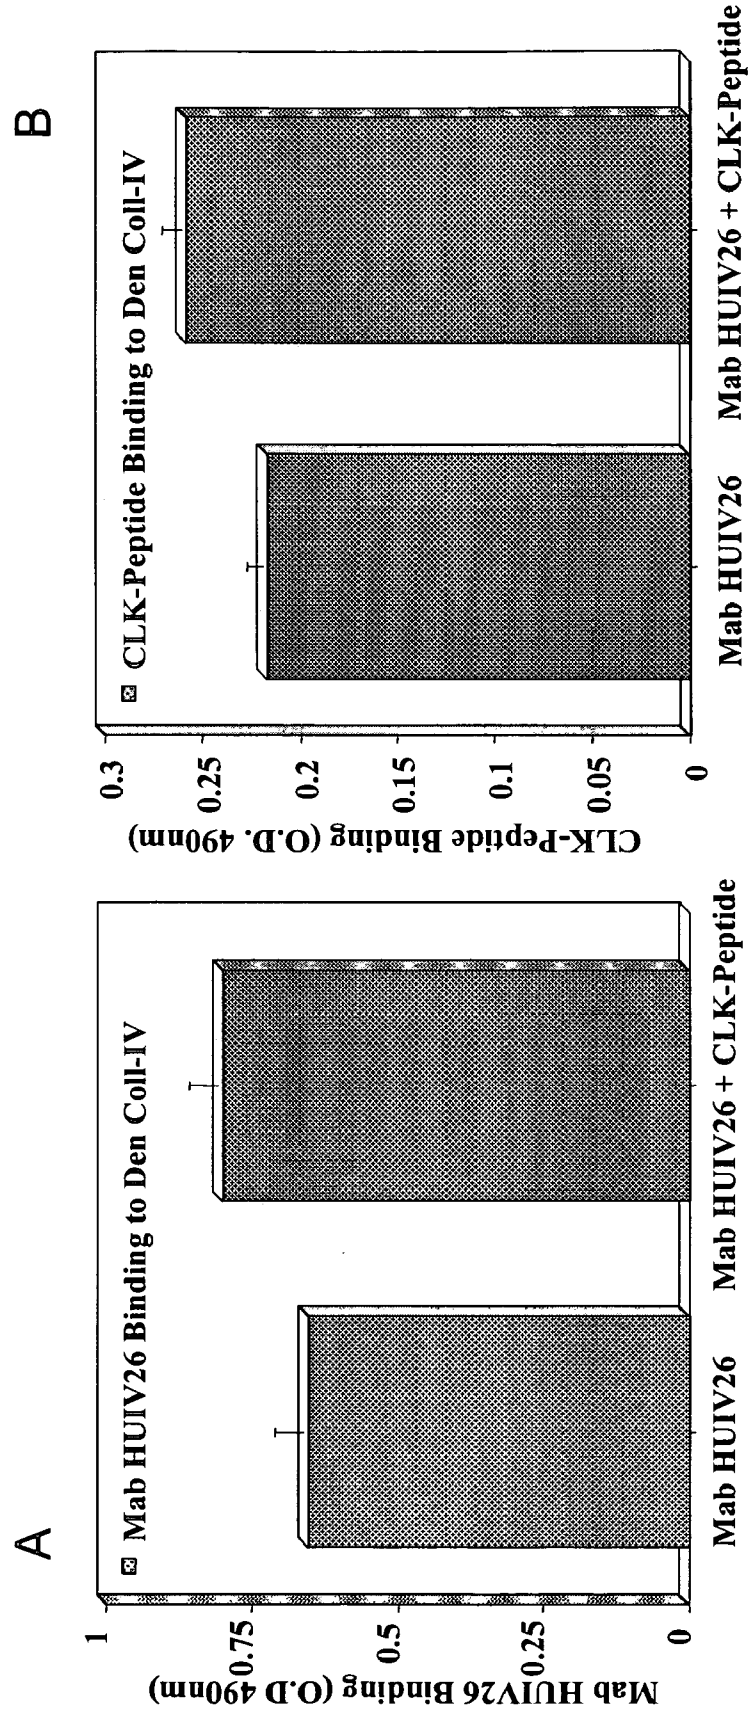 A
Mab HUIV26 Binding to Den Coll-IV
1
0.75
0.5
0.25
0
Mab HUIV26 Binding (O.D 490nm)
Mab HUIV26
Mab HUIV26 + CLK-Peptide
B
CLK-Peptide Binding to Den Coll-IV
0.3
0.25
0.2
0.15
0.1
0.05
0
CLK-Peptide Binding (O.D. 490nm)
Mab HUIV26
Mab HUIV26 + CLK-Peptide